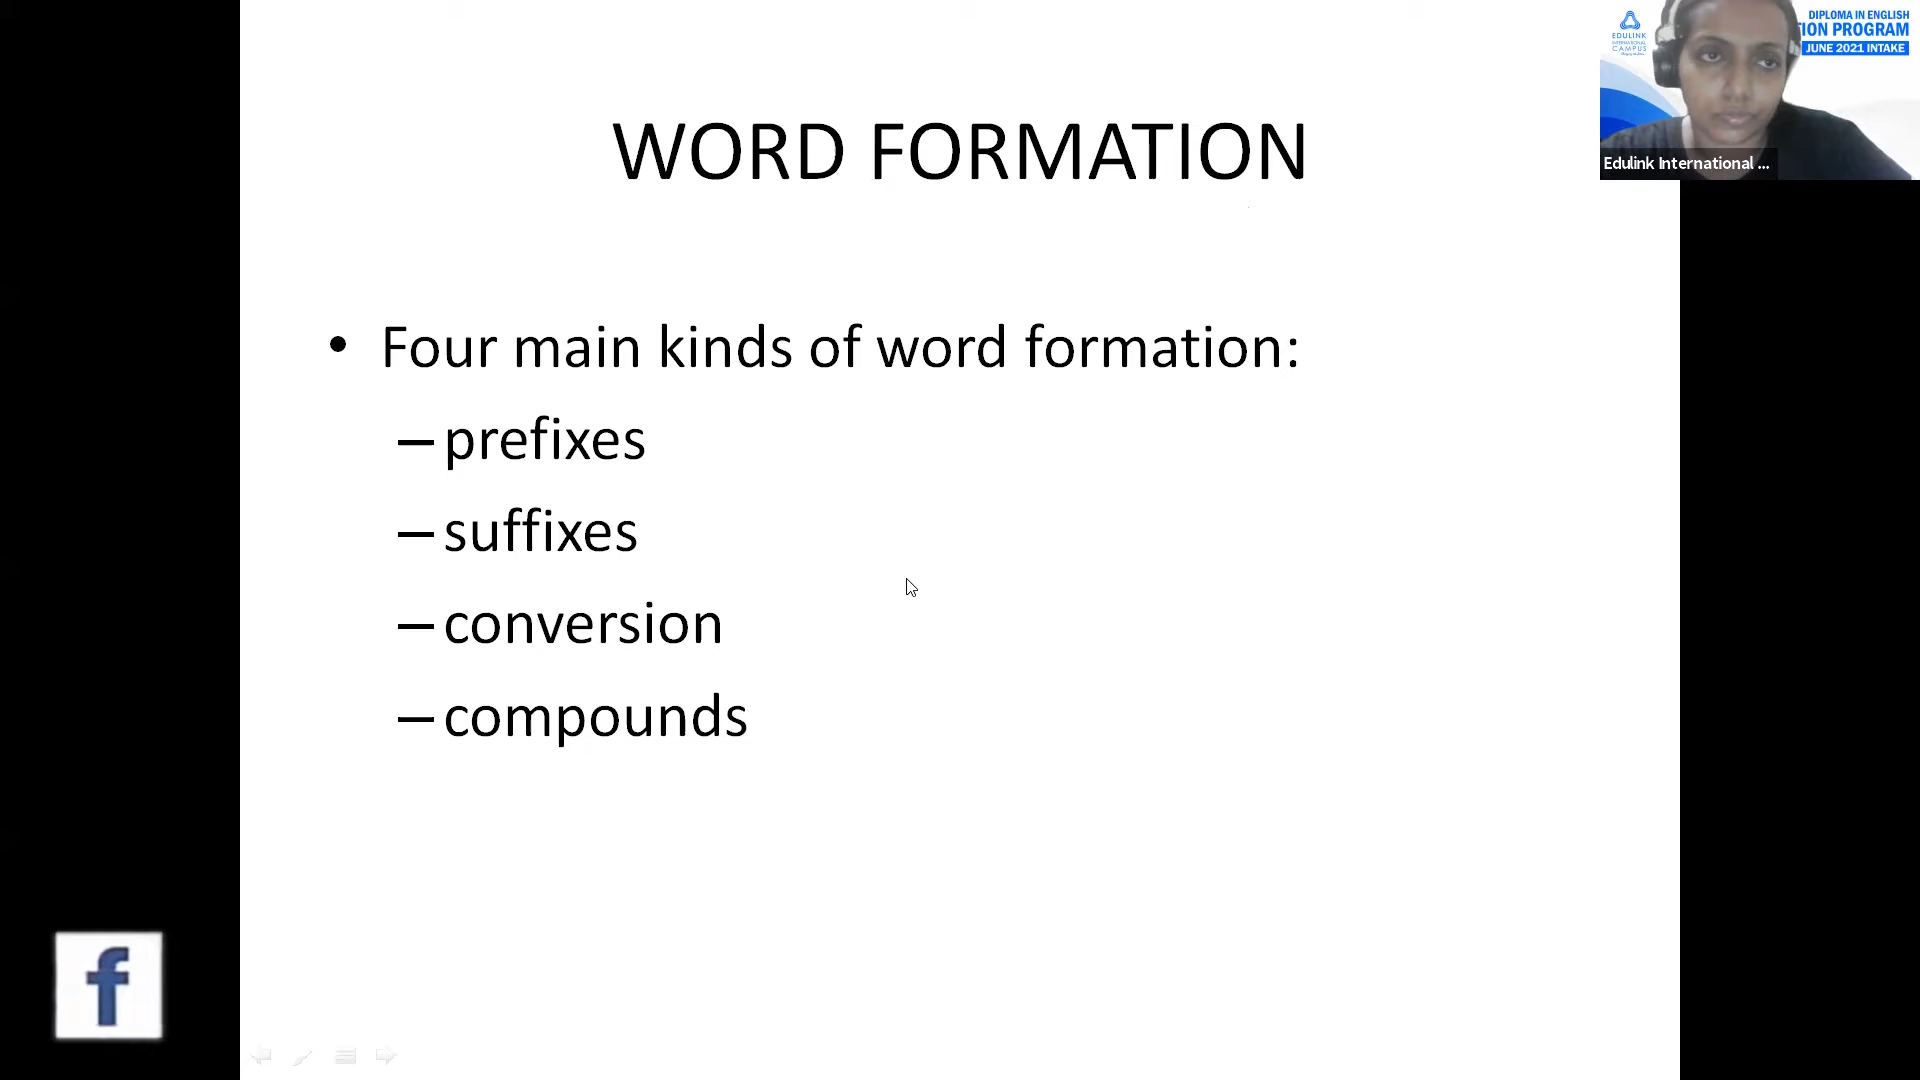 WORD FORMATION
• Four main kinds of word formation:
– prefixes
– suffixes
– conversion
– compounds
EDULINK
INTERNATIONAL
CAMPUS
DIPLOMA IN ENGLISH
ION PROGRAM
JUNE 2021 INTAKE
Edulink International ...
f